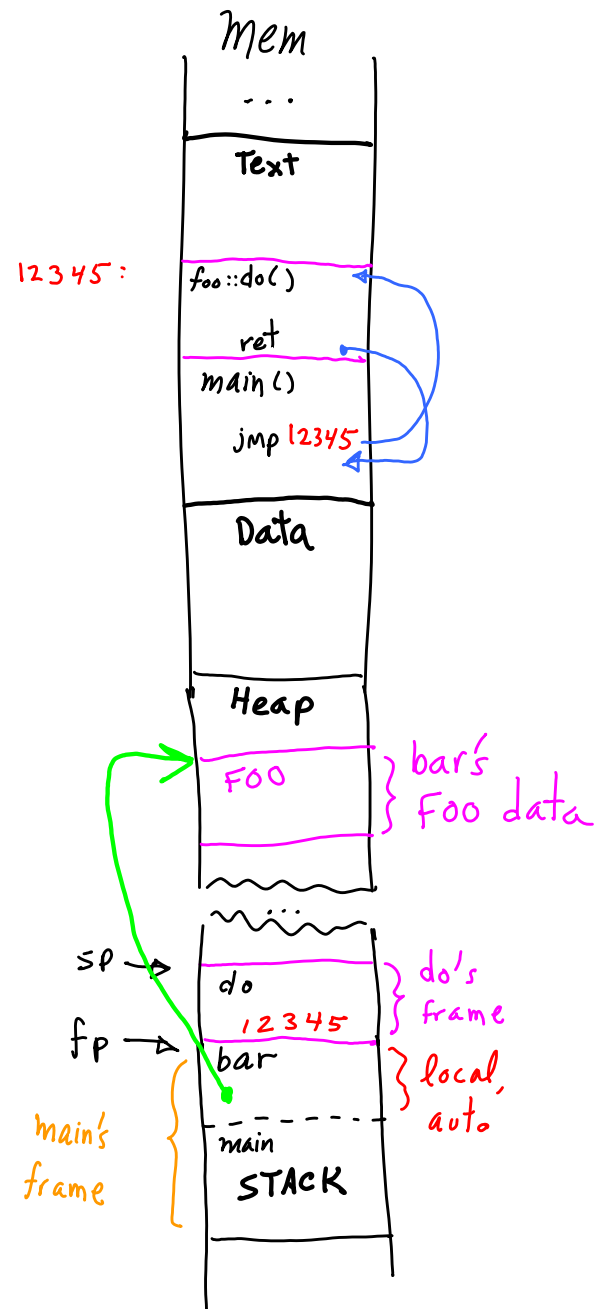 Mem
...
Text
12345:
foo::do()
ret
main()
jmp 12345
Data
Heap
FOO
bar's
Foo data
...
sp
do
12345
do's
frame
fp
bar
local,
auto
main's
frame
main
STACK